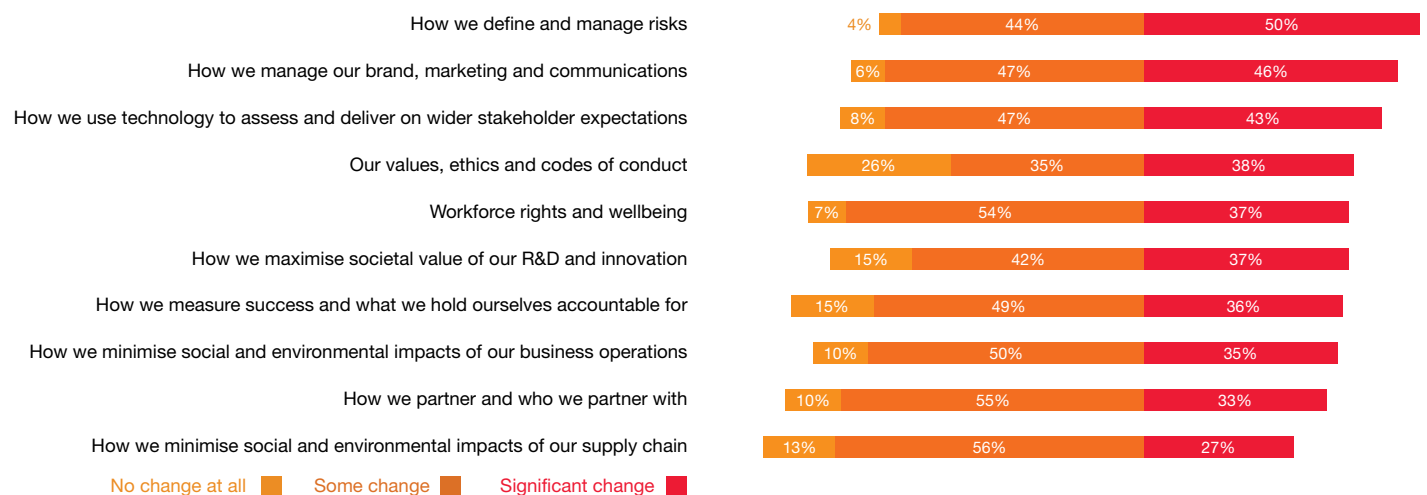 How we define and manage risks 4% 44% 50%
How we manage our brand, marketing and communications 6% 47% 46%
How we use technology to assess and deliver on wider stakeholder expectations 8% 47% 43%
Our values, ethics and codes of conduct 26% 35% 38%
Workforce rights and wellbeing 7% 54% 37%
How we maximise societal value of our R&D and innovation 15% 42% 37%
How we measure success and what we hold ourselves accountable for 15% 49% 36%
How we minimise social and environmental impacts of our business operations 10% 50% 35%
How we partner and who we partner with 10% 55% 33%
How we minimise social and environmental impacts of our supply chain 13% 56% 27%
No change at all Some change Significant change